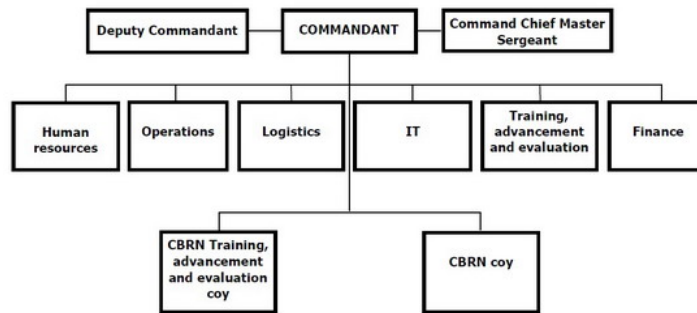 Deputy Commandant
COMMANDANT
Command Chief Master
Sergeant
Human
resources
Operations
Logistics
IT
Training,
advancement
and evaluation
Finance
CBRN Training,
advancement
and evaluation
coy
CBRN coy